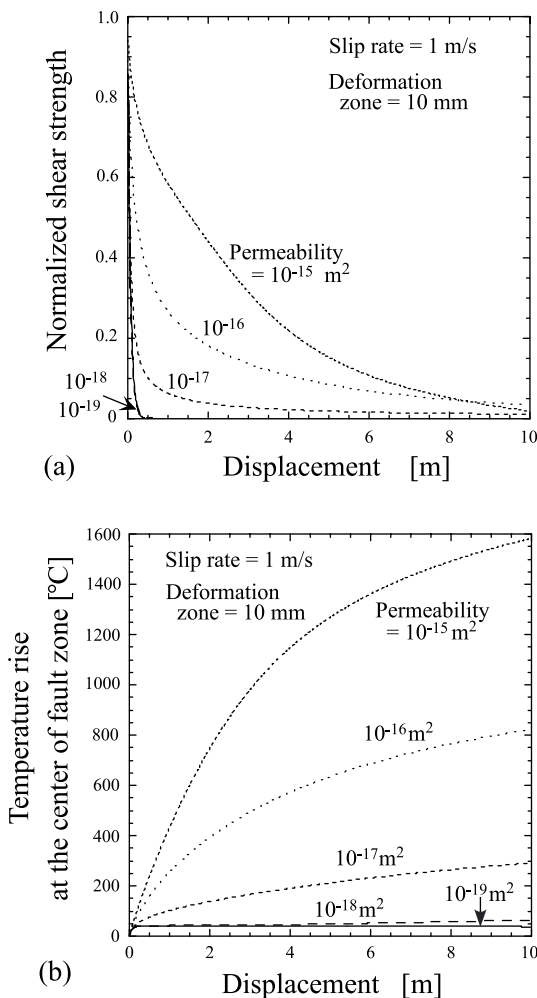 1.0
0.8
0.6
0.4
0.2
0
Normalized shear strength
Slip rate = 1 m/s
Deformation
zone = 10 mm
Permeability
= 10⁻¹⁵ m²
10⁻¹⁶
10⁻¹⁷
10⁻¹⁸
10⁻¹⁹
0 2 4 6 8 10
(a) Displacement [m]
1600
1400
1200
1000
800
600
400
200
0
Temperature rise
at the center of fault zone [°C]
Slip rate = 1 m/s
Deformation
zone = 10 mm
Permeability
= 10⁻¹⁵ m²
10⁻¹⁶ m²
10⁻¹⁷ m²
10⁻¹⁸ m²
10⁻¹⁹ m²
0 2 4 6 8 10
(b) Displacement [m]